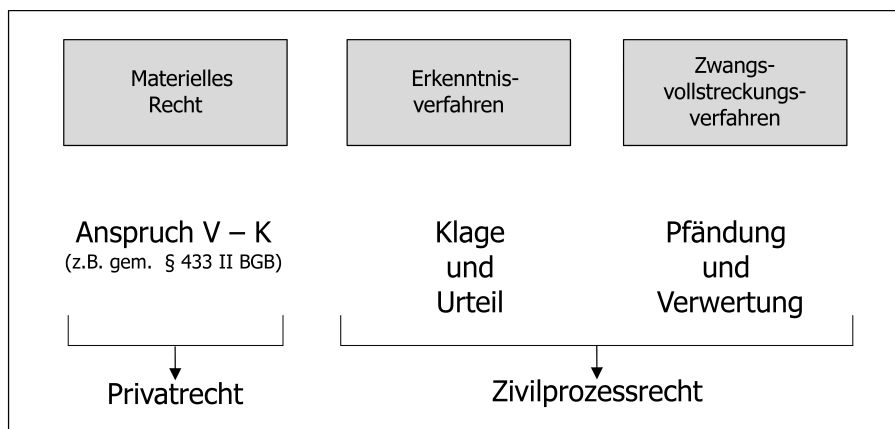 Materielles
Recht
Erkenntnis-
verfahren
Zwangs-
vollstreckungs-
verfahren
Anspruch V – K
(z.B. gem. § 433 II BGB)
Klage
und
Urteil
Pfändung
und
Verwertung
Privatrecht
Zivilprozessrecht